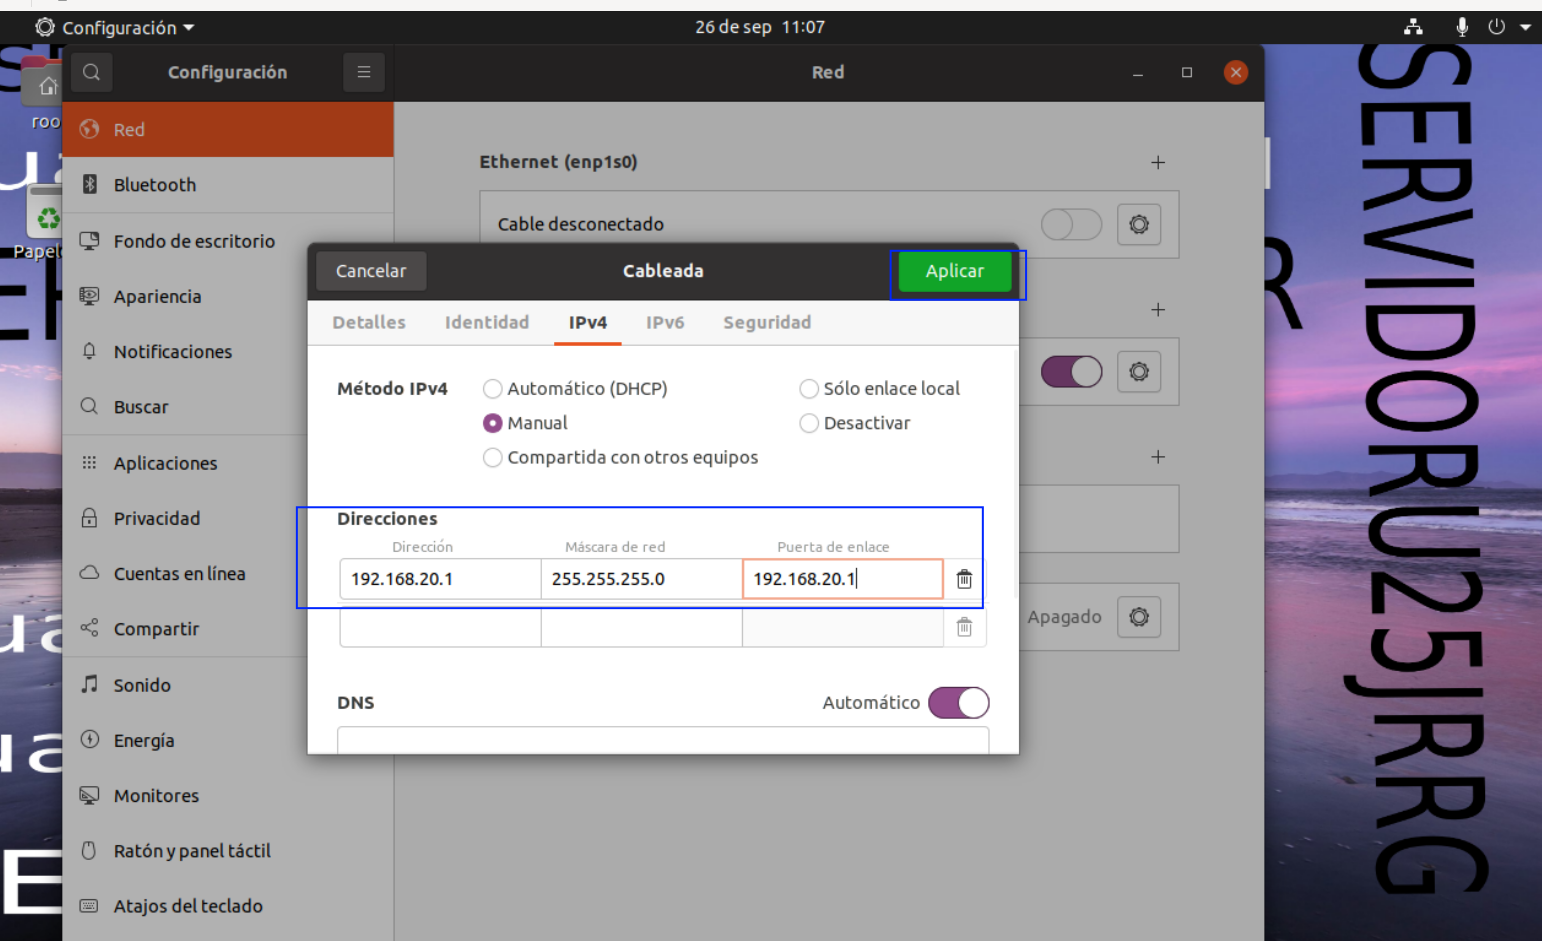 Configuración
26 de sep 11:07
Configuración
Red
roo
Papel
Red
Bluetooth
Fondo de escritorio
Apariencia
Notificaciones
Buscar
Aplicaciones
Privacidad
Cuentas en línea
Compartir
Sonido
Energía
Monitores
Ratón y panel táctil
Atajos del teclado
Ethernet (enp1s0)
Cable desconectado
Cancelar
Cableada
Aplicar
Detalles
Identidad
IPv4
IPv6
Seguridad
Método IPv4
Automático (DHCP)
Sólo enlace local
Manual
Desactivar
Compartida con otros equipos
Direcciones
Dirección
Máscara de red
Puerta de enlace
192.168.20.1
255.255.255.0
192.168.20.1
DNS
Automático
Apagado
SERVIDORU25JRRG